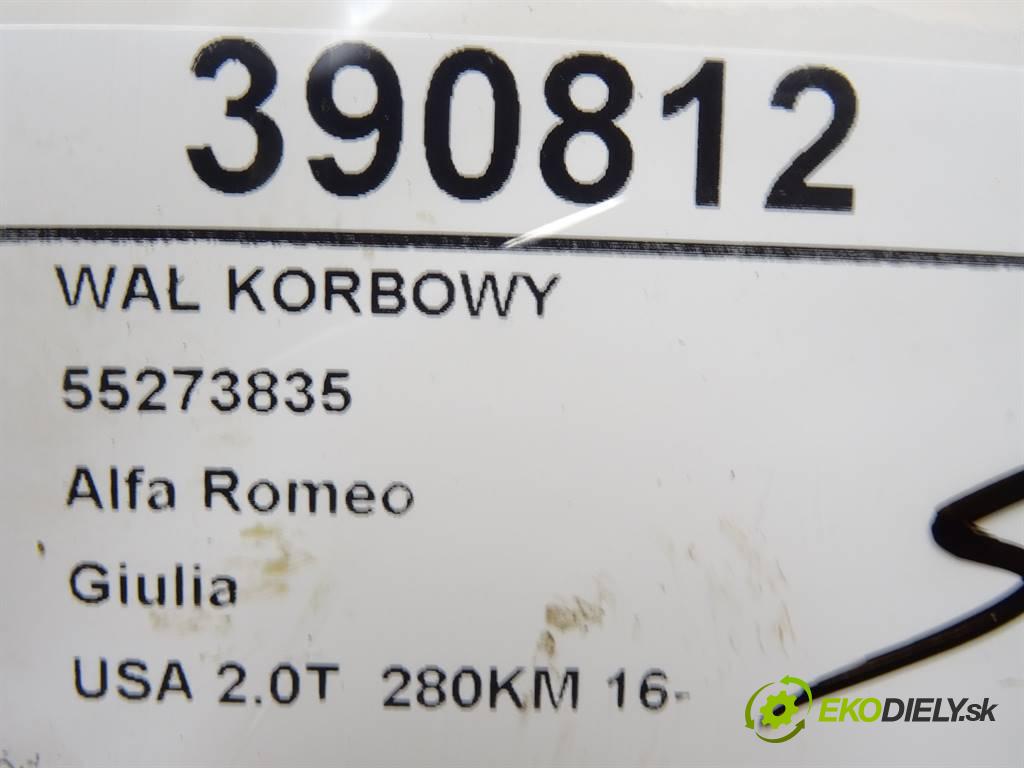 390812
WAŁ KORBOWY
55273835
Alfa Romeo
Giulia
USA 2.0T 280KM 16-
EKODIELY.sk